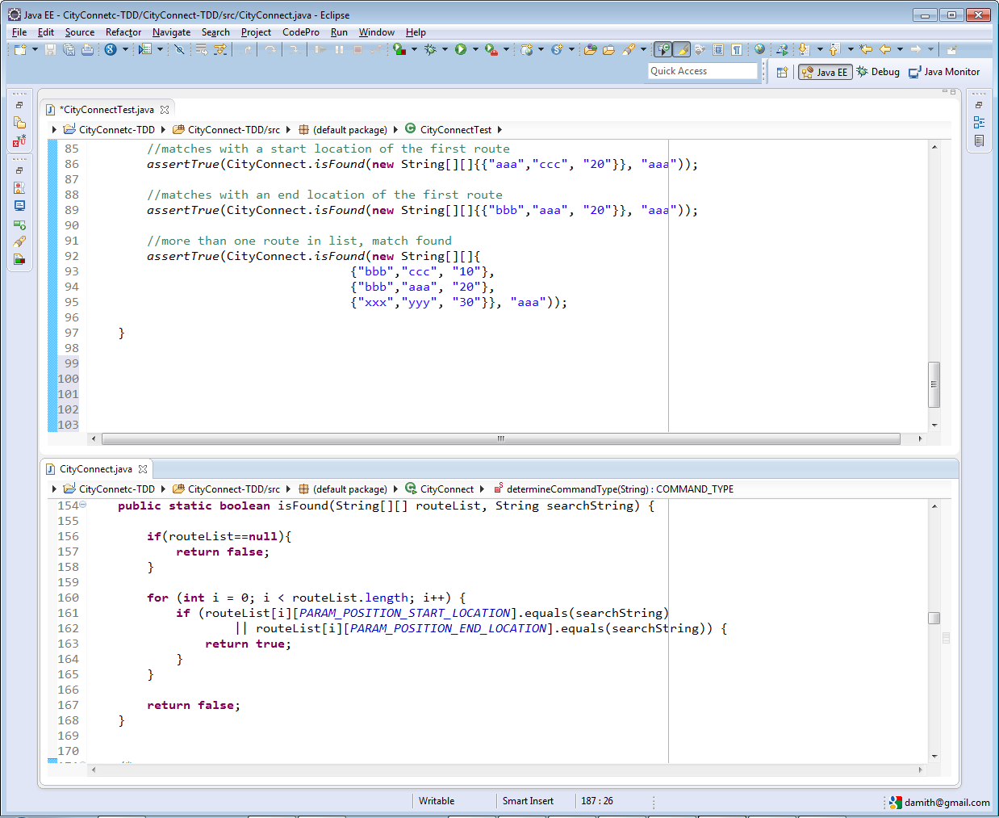 Java EE - CityConnetc-TDD/CityConnect-TDD/src/CityConnect.java - Eclipse
File Edit Source Refactor Navigate Search Project CodePro Run Window Help
Quick Access
Java EE Debug Java Monitor
*CityConnectTest.java
CityConnetc-TDD CityConnect-TDD/src (default package) CityConnectTest
85 //matches with a start location of the first route
86 assertTrue(CityConnect.isFound(new String[][]{{"aaa","ccc", "20"}}, "aaa"));
87
88 //matches with an end location of the first route
89 assertTrue(CityConnect.isFound(new String[][]{{"bbb","aaa", "20"}}, "aaa"));
90
91 //more than one route in list, match found
92 assertTrue(CityConnect.isFound(new String[][]{
93 {"bbb","ccc", "10"},
94 {"bbb","aaa", "20"},
95 {"xxx","yyy", "30"}}, "aaa"));
96
97 }
98
99
100
101
102
103
CityConnect.java
CityConnetc-TDD CityConnect-TDD/src (default package) CityConnect determineCommandType(String) : COMMAND_TYPE
154 public static boolean isFound(String[][] routeList, String searchString) {
155
156 if(routeList==null){
157 return false;
158 }
159
160 for (int i = 0; i < routeList.length; i++) {
161 if (routeList[i][PARAM_POSITION_START_LOCATION].equals(searchString)
162 || routeList[i][PARAM_POSITION_END_LOCATION].equals(searchString)) {
163 return true;
164 }
165 }
166
167 return false;
168 }
169
170
Writable Smart Insert 187 : 26
damith@gmail.com